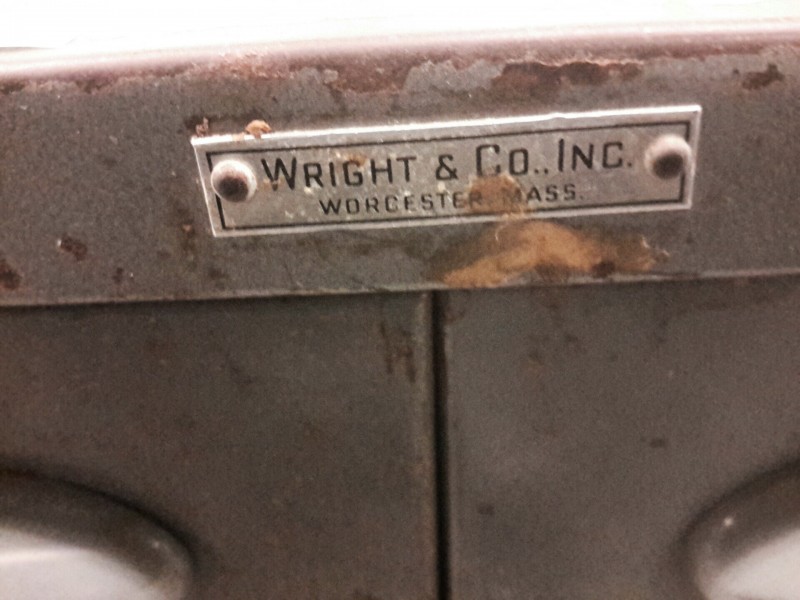 WRIGHT & CO., INC.
WORCESTER, MASS.